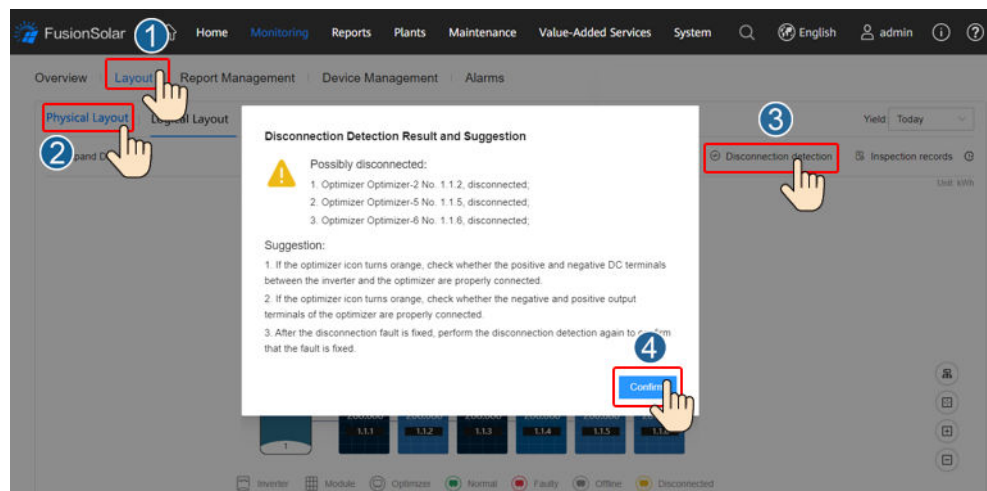 FusionSolar
1
Home
Monitoring
Reports
Plants
Maintenance
Value-Added Services
System
English
admin
Overview
Layout
Report Management
Device Management
Alarms
Physical Layout
Layout
3
Yield: Today
2
Disconnection detection
Inspection records
Unit: kWh
Disconnection Detection Result and Suggestion
Possibly disconnected:
1. Optimizer Optimizer-2 No. 1.1.2, disconnected;
2. Optimizer Optimizer-5 No. 1.1.5, disconnected;
3. Optimizer Optimizer-6 No. 1.1.6, disconnected;
Suggestion:
1. If the optimizer icon turns orange, check whether the positive and negative DC terminals
between the inverter and the optimizer are properly connected.
2. If the optimizer icon turns orange, check whether the negative and positive output
terminals of the optimizer are properly connected.
3. After the disconnection fault is fixed, perform the disconnection detection again to
that the fault is fixed.
4
1.1.1
1.1.2
1.1.3
1.1.4
1.1.5
1
Inverter
Module
Optimizer
Normal
Faulty
Offline
Disconnected